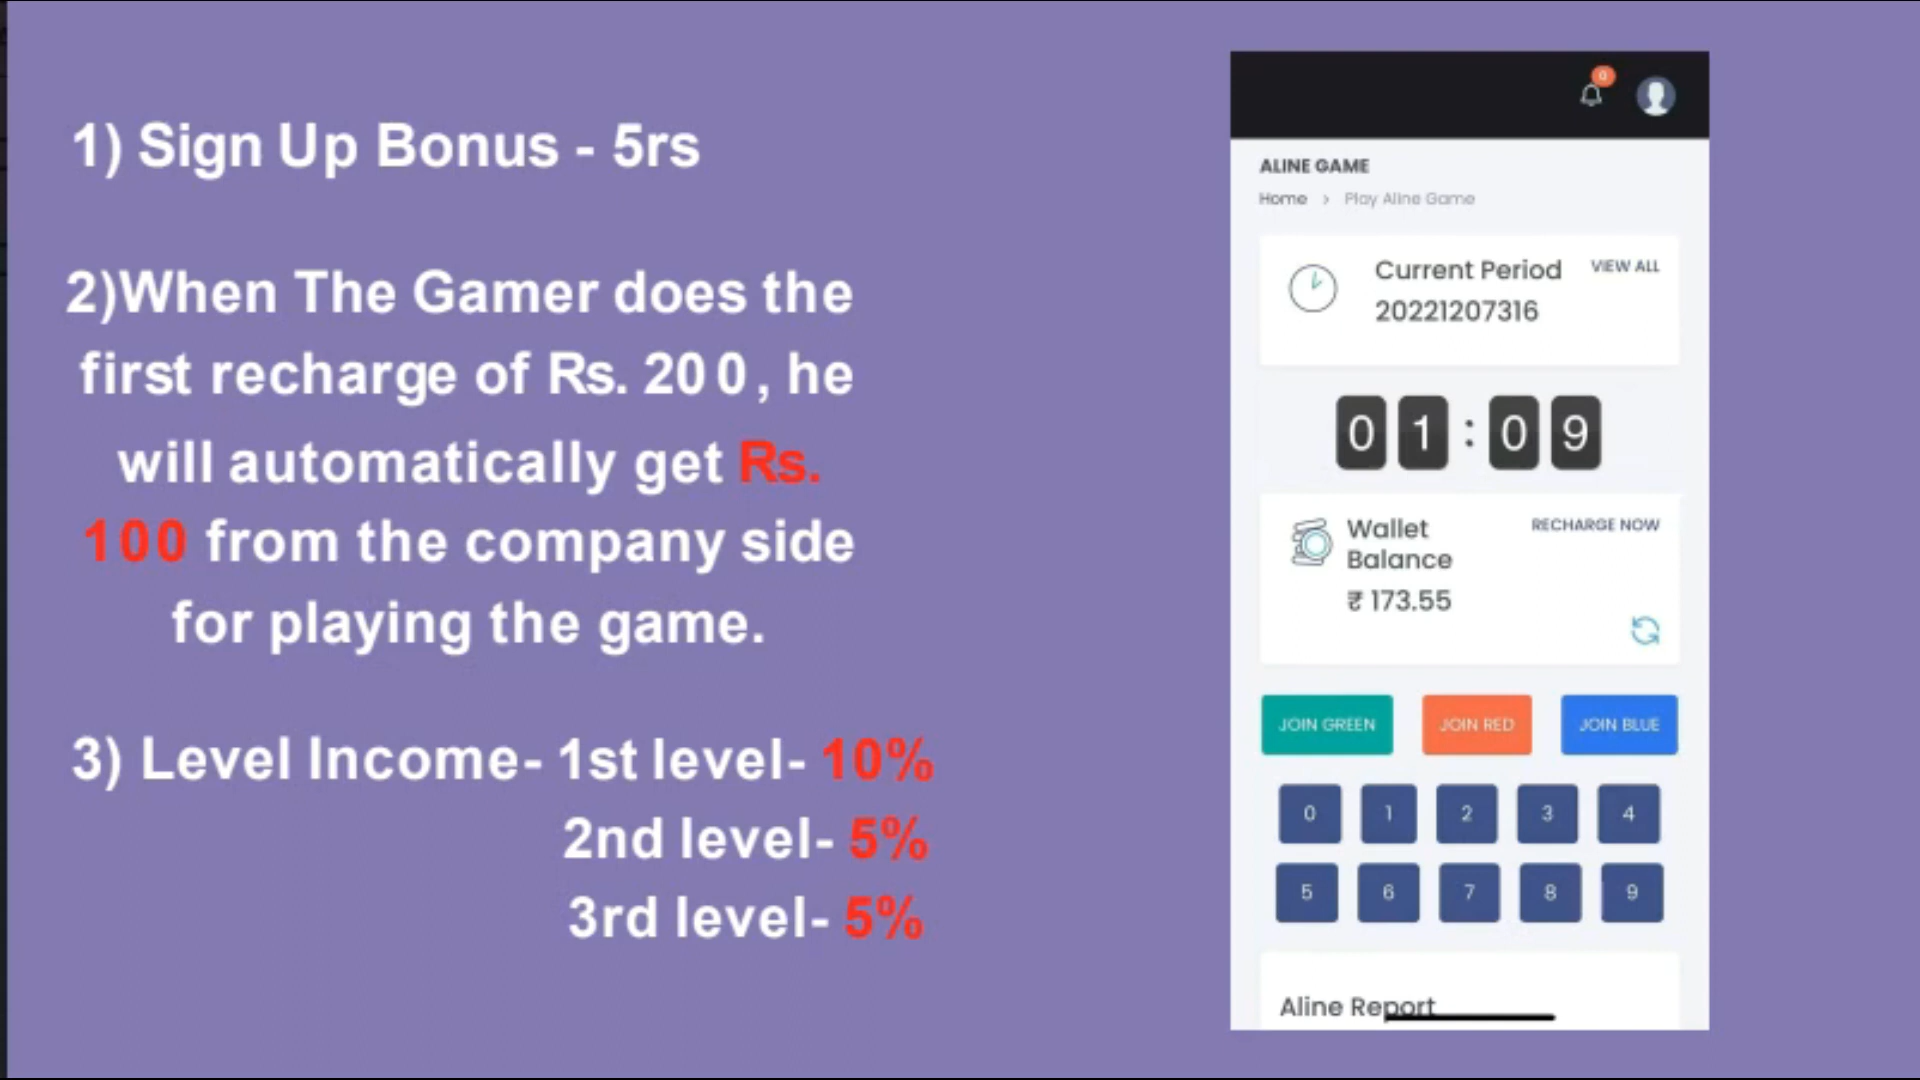 1) Sign Up Bonus - 5rs
2)When The Gamer does the
first recharge of Rs. 200, he
will automatically get Rs.
100 from the company side
for playing the game.
3) Level Income- 1st level- 10%
2nd level- 5%
3rd level- 5%
0
ALINE GAME
Home > Play Aline Game
Current Period VIEW ALL
20221207316
01:09
Wallet RECHARGE NOW
Balance
₹ 173.55
JOIN GREEN JOIN RED JOIN BLUE
0 1 2 3 4
5 6 7 8 9
Aline Report